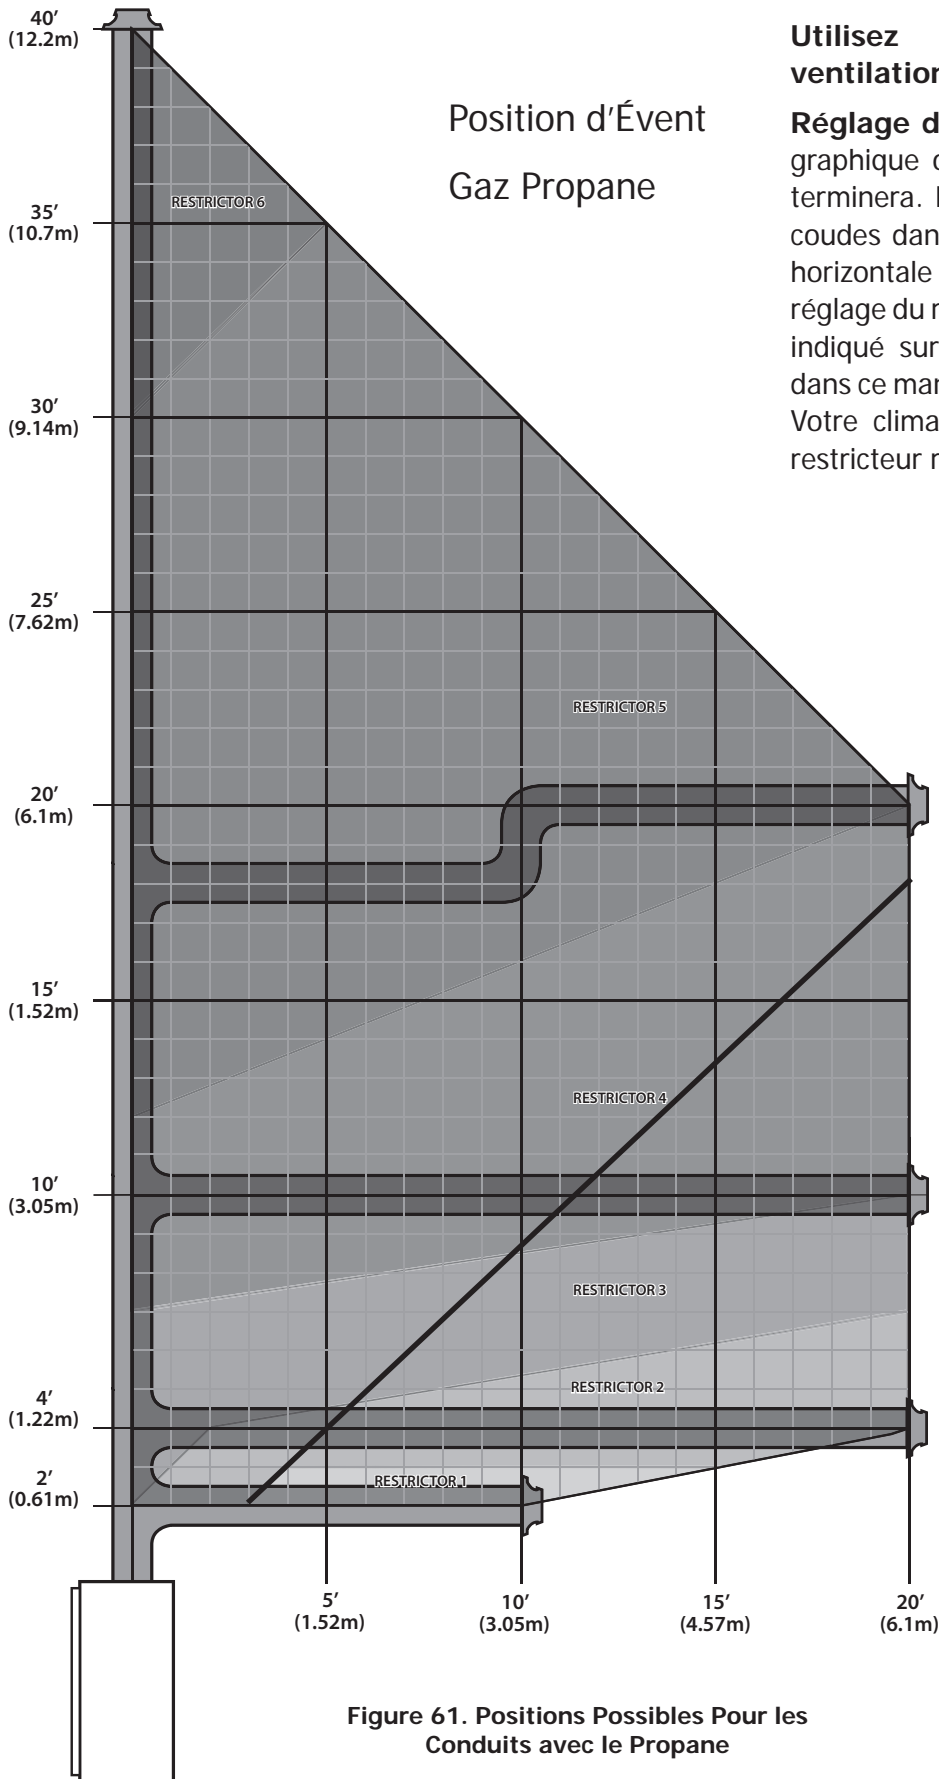 40′
(12.2m)
35′
(10.7m)
30′
(9.14m)
25′
(7.62m)
20′
(6.1m)
15′
(1.52m)
10′
(3.05m)
4′
(1.22m)
2′
(0.61m)
Position d'Évent
Gaz Propane
RESTRICTOR 6
RESTRICTOR 5
RESTRICTOR 4
RESTRICTOR 3
RESTRICTOR 2
RESTRICTOR 1
5′
(1.52m)
10′
(3.05m)
15′
(4.57m)
20′
(6.1m)
Figure 61. Positions Possibles Pour les
Conduits avec le Propane
Utilisez
ventilation
Réglage
graphique
terminera.
coudes dan
horizontale
réglage du
indiqué sur
dans ce
Votre
restricteur